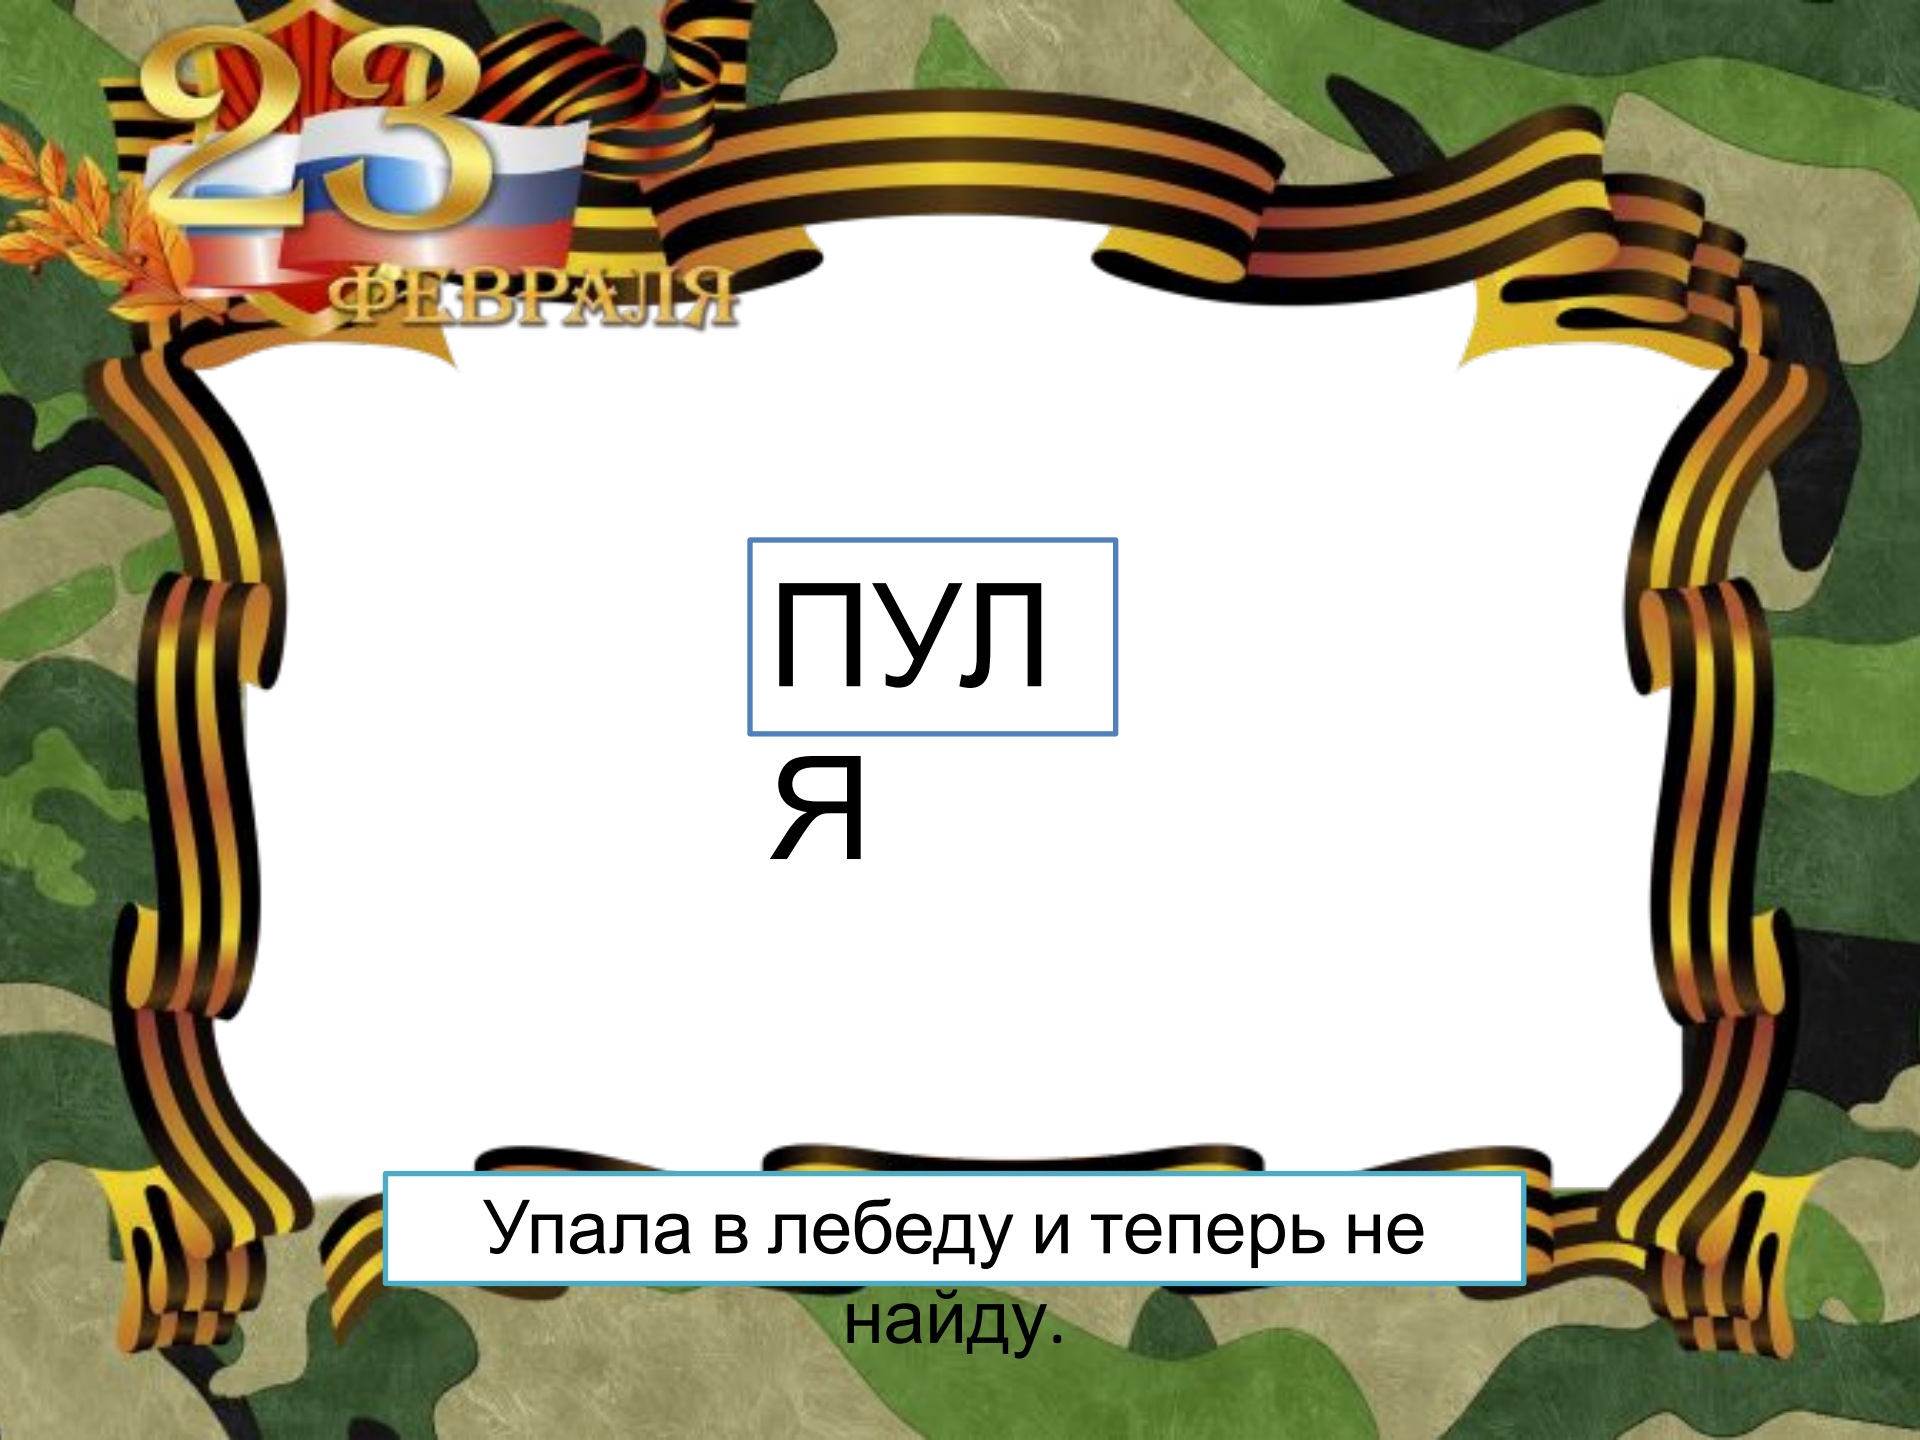 23
ФЕВРАЛЯ
ПУЛ
Я
Упала в лебеду и теперь не
найду.